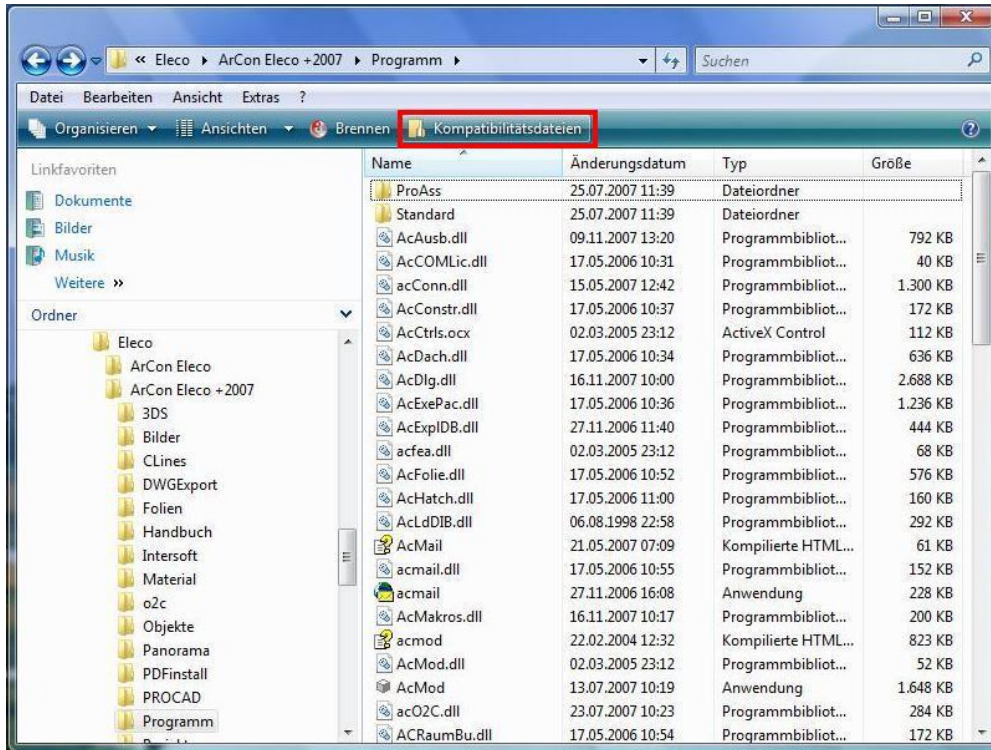 « Eleco ▸ ArCon Eleco +2007 ▸ Programm ▸
Suchen
Datei Bearbeiten Ansicht Extras ?
Organisieren Ansichten Brennen Kompatibilitätsdateien
Linkfavoriten
Dokumente
Bilder
Musik
Weitere »
Ordner
Eleco
ArCon Eleco
ArCon Eleco +2007
3DS
Bilder
CLines
DWGExport
Folien
Handbuch
Intersoft
Material
o2c
Objekte
Panorama
PDFinstall
PROCAD
Programm
Name Änderungsdatum Typ Größe
ProAss 25.07.2007 11:39 Dateiordner
Standard 25.07.2007 11:39 Dateiordner
AcAusb.dll 09.11.2007 13:20 Programmbibliot... 792 KB
AcCOMLic.dll 17.05.2006 10:31 Programmbibliot... 40 KB
acConn.dll 15.05.2007 12:42 Programmbibliot... 1.300 KB
AcConstr.dll 17.05.2006 10:37 Programmbibliot... 172 KB
AcCtrls.ocx 02.03.2005 23:12 ActiveX Control 112 KB
AcDach.dll 17.05.2006 10:34 Programmbibliot... 636 KB
AcDlg.dll 16.11.2007 10:00 Programmbibliot... 2.688 KB
AcExePac.dll 17.05.2006 10:36 Programmbibliot... 1.236 KB
AcExplDB.dll 27.11.2006 11:40 Programmbibliot... 444 KB
acfea.dll 02.03.2005 23:12 Programmbibliot... 68 KB
AcFolie.dll 17.05.2006 10:52 Programmbibliot... 576 KB
AcHatch.dll 17.05.2006 11:00 Programmbibliot... 160 KB
AcLdDIB.dll 06.08.1998 22:58 Programmbibliot... 292 KB
AcMail 21.05.2007 07:09 Kompilierte HTML... 61 KB
acmail.dll 17.05.2006 10:55 Programmbibliot... 152 KB
acmail 27.11.2006 16:08 Anwendung 228 KB
AcMakros.dll 16.11.2007 10:17 Programmbibliot... 200 KB
acmod 22.02.2004 12:32 Kompilierte HTML... 823 KB
AcMod.dll 02.03.2005 23:12 Programmbibliot... 52 KB
AcMod 13.07.2007 10:19 Anwendung 1.648 KB
acO2C.dll 23.07.2007 10:23 Programmbibliot... 284 KB
ACRaumBu.dll 17.05.2006 10:54 Programmbibliot... 172 KB